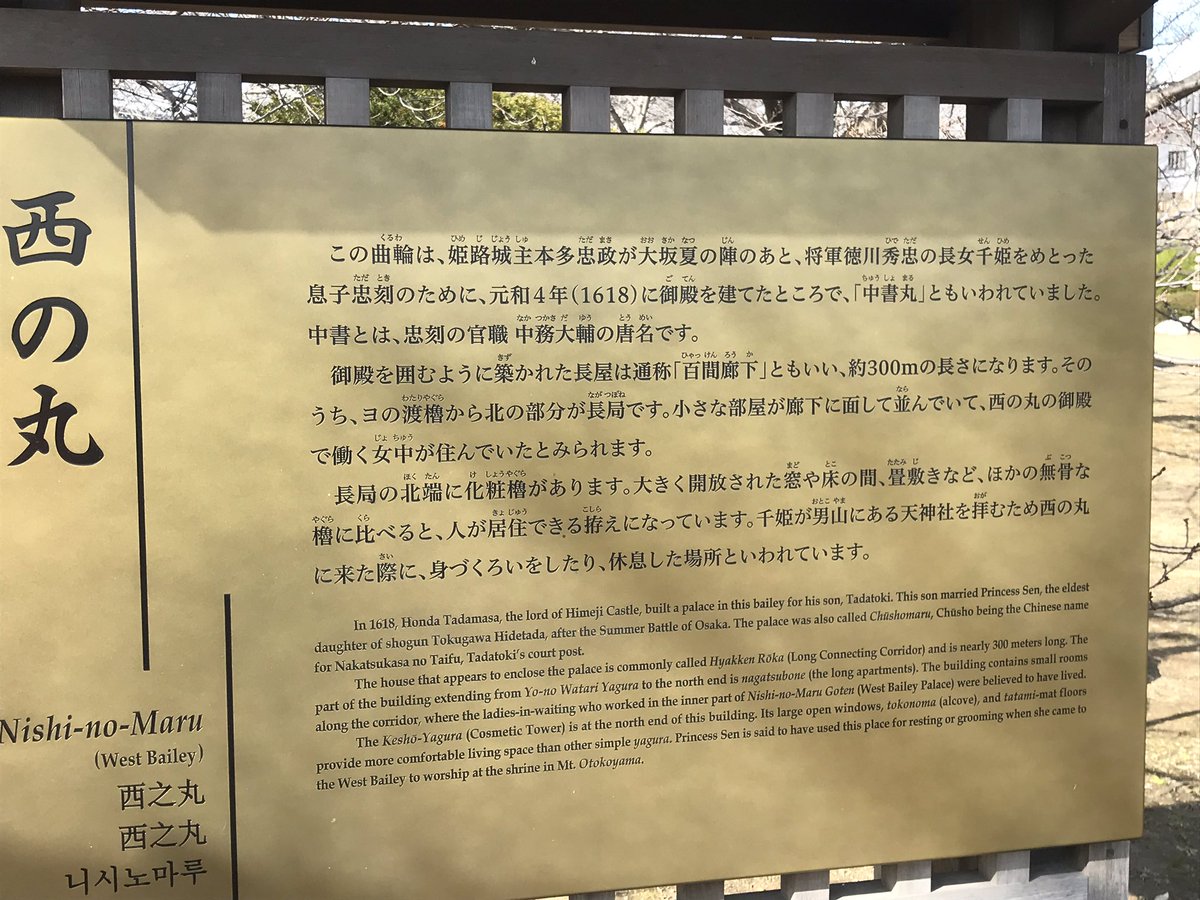 西の丸
Nishi-no-Maru
(West Bailey)
西之丸
西之丸
니시노마루
この曲輪は、姫路城主本多忠政が大坂夏の陣のあと、将軍徳川秀忠の長女千姫をめとった
息子忠刻のために、元和4年(1618)に御殿を建てたところで、「中書丸」ともいわれていました。
中書とは、忠刻の官職 中務大輔の唐名です。
御殿を囲むように築かれた長屋は通称「百間廊下」ともいい、約300mの長さになります。その
うち、ヨの渡櫓から北の部分が長局です。小さな部屋が廊下に面して並んでいて、西の丸の御殿
で働く女中が住んでいたとみられます。
長局の北端に化粧櫓があります。大きく開放された窓や床の間、畳敷きなど、ほかの無骨な
櫓に比べると、人が居住できる拵えになっています。千姫が男山にある天神社を拝むため西の丸
に来た際に、身づくろいをしたり、休息した場所といわれています。
In 1618, Honda Tadamasa, the lord of Himeji Castle, built a palace in this bailey for his son, Tadatoki. This son married Princess Sen, the eldest
daughter of shogun Tokugawa Hidetada, after the Summer Battle of Osaka. The palace was also called Chūshomaru, Chūsho being the Chinese name
for Nakatsukasa no Taifu, Tadatoki's court post.
The house that appears to enclose the palace is commonly called Hyakken Rōka (Long Connecting Corridor) and is nearly 300 meters long. The
part of the building extending from Yo-no Watari Yagura to the north end is nagatsubone (the long apartments). The building contains small rooms
along the corridor, where the ladies-in-waiting who worked in the inner part of Nishi-no-Maru Goten (West Bailey Palace) were believed to have lived.
The Keshō-Yagura (Cosmetic Tower) is at the north end of this building. Its large open windows, tokonoma (alcove), and tatami-mat floors
provide more comfortable living space than other simple yagura. Princess Sen is said to have used this place for resting or grooming when she came to
the West Bailey to worship at the shrine in Mt. Otokoyama.